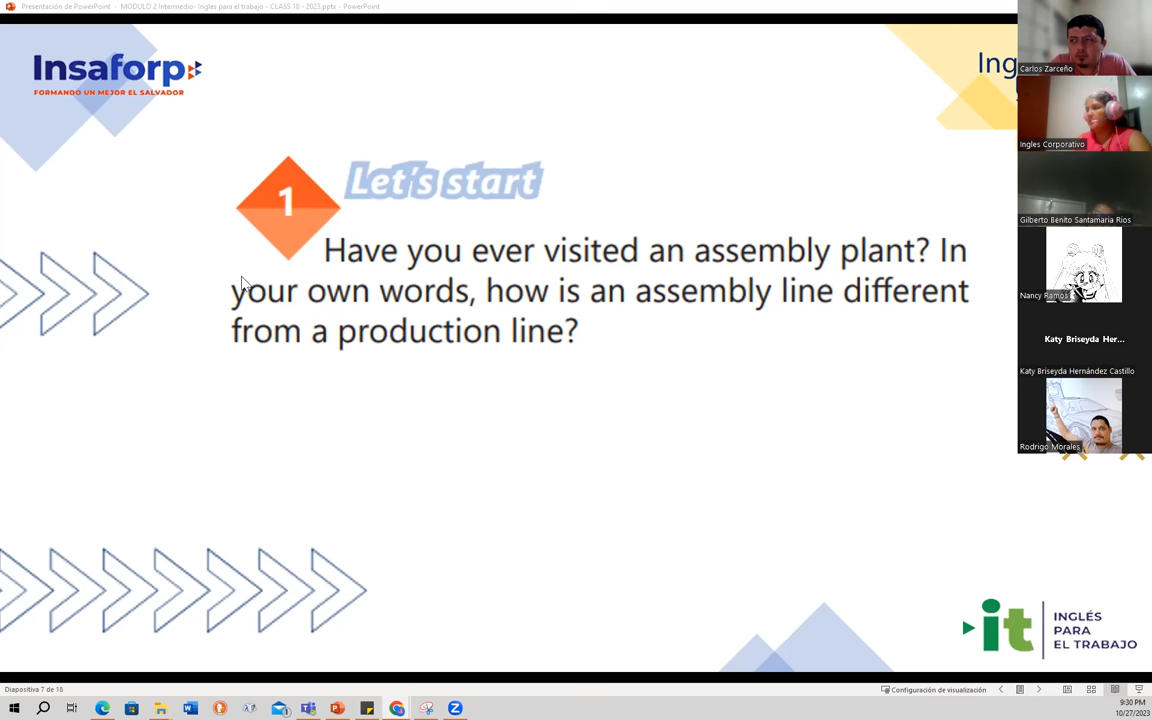 Presentación de PowerPoint - MODULO 2 Intermedio- Ingles para el trabajo - CLASS 18 - 2023.pptx - PowerPoint
Insaforp
FORMANDO UN MEJOR EL SALVADOR
Ing
1
Let's start
Have you ever visited an assembly plant? In
your own words, how is an assembly line different
from a production line?
Carlos Zarceño
Ingles Corporativo
Gilberto Benito Santamaria Rios
Nancy Ramos
Katy Briseyda Her...
Katy Briseyda Hernández Castillo
Rodrigo Morales
it
INGLÉS
PARA
EL TRABAJO
Diapositiva 7 de 18
Configuración de visualización
9:30 PM
10/27/2023